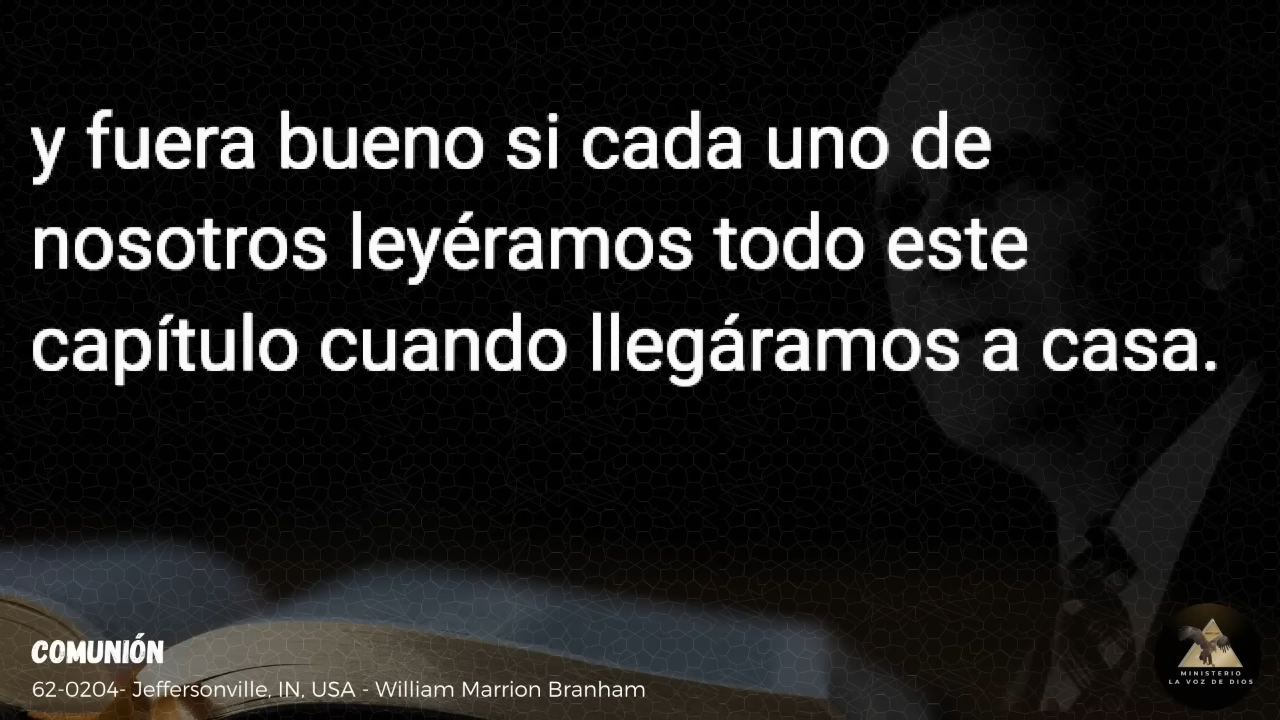 y fuera bueno si cada uno de
nosotros leyéramos todo este
capítulo cuando llegáramos a casa.
COMUNIÓN
62-0204- Jeffersonville, IN, USA - William Marrion Branham
MINISTERIO
LA VOZ DE DIOS